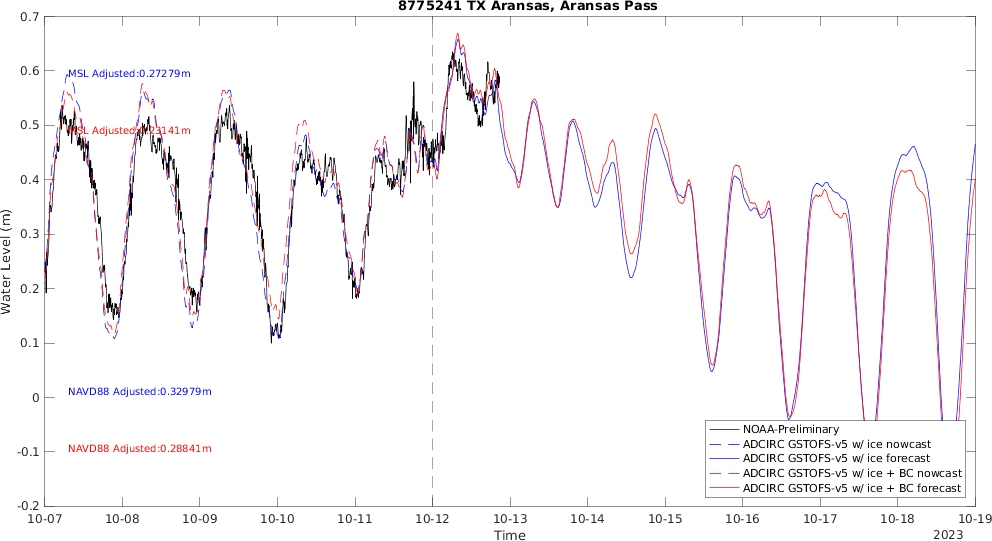 8775241 TX Aransas, Aransas Pass
0.7
0.6
0.5
0.4
0.3
0.2
0.1
0
-0.1
-0.2
Water Level (m)
MSL Adjusted:0.27279m
MSL Adjusted:0.23141m
NAVD88 Adjusted:0.32979m
NAVD88 Adjusted:0.28841m
NOAA-Preliminary
ADCIRC GSTOFS-v5 w/ ice nowcast
ADCIRC GSTOFS-v5 w/ ice forecast
ADCIRC GSTOFS-v5 w/ ice + BC nowcast
ADCIRC GSTOFS-v5 w/ ice + BC forecast
10-07 10-08 10-09 10-10 10-11 10-12 10-13 10-14 10-15 10-16 10-17 10-18 10-19
Time
2023